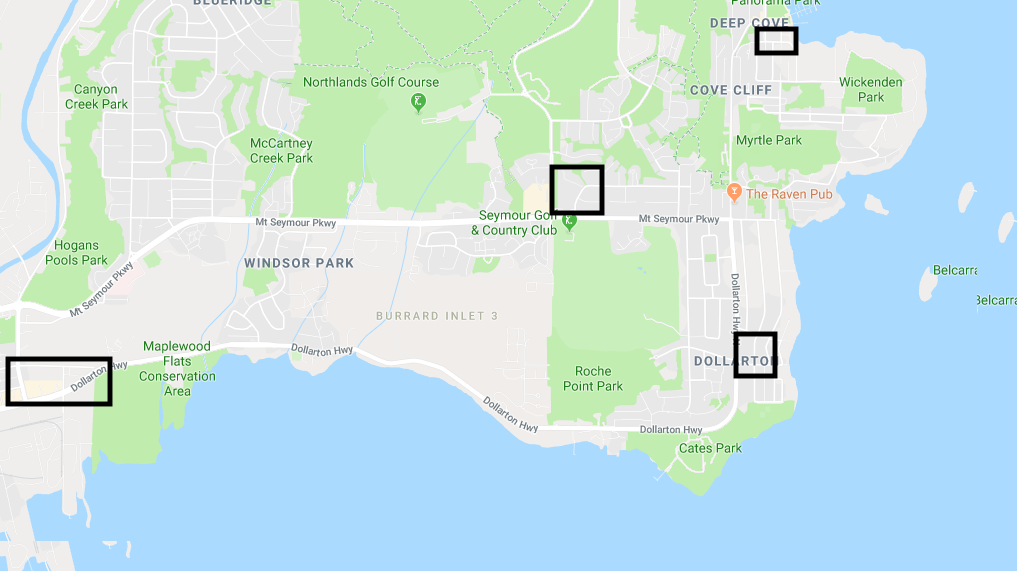 BLUERIDGE
Panorama Park
DEEP COVE
Northlands Golf Course
Canyon
Creek Park
COVE CLIFF
Wickenden
Park
McCartney
Creek Park
Myrtle Park
The Raven Pub
Mt Seymour Pkwy
Seymour Golf
& Country Club
Mt Seymour Pkwy
Hogans
Pools Park
WINDSOR PARK
Mt Seymour Pkwy
Belcarra
Belcarra
BURRARD INLET 3
Dollarton Hwy
Maplewood
Flats
Conservation
Area
Dollarton Hwy
DOLLARTON
Dollarton Hwy
Roche
Point Park
Dollarton Hwy
Dollarton Hwy
Cates Park